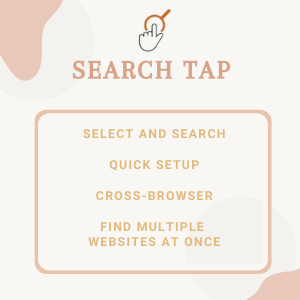 SEARCH TAP
SELECT AND SEARCH
QUICK SETUP
CROSS-BROWSER
FIND MULTIPLE
WEBSITES AT ONCE